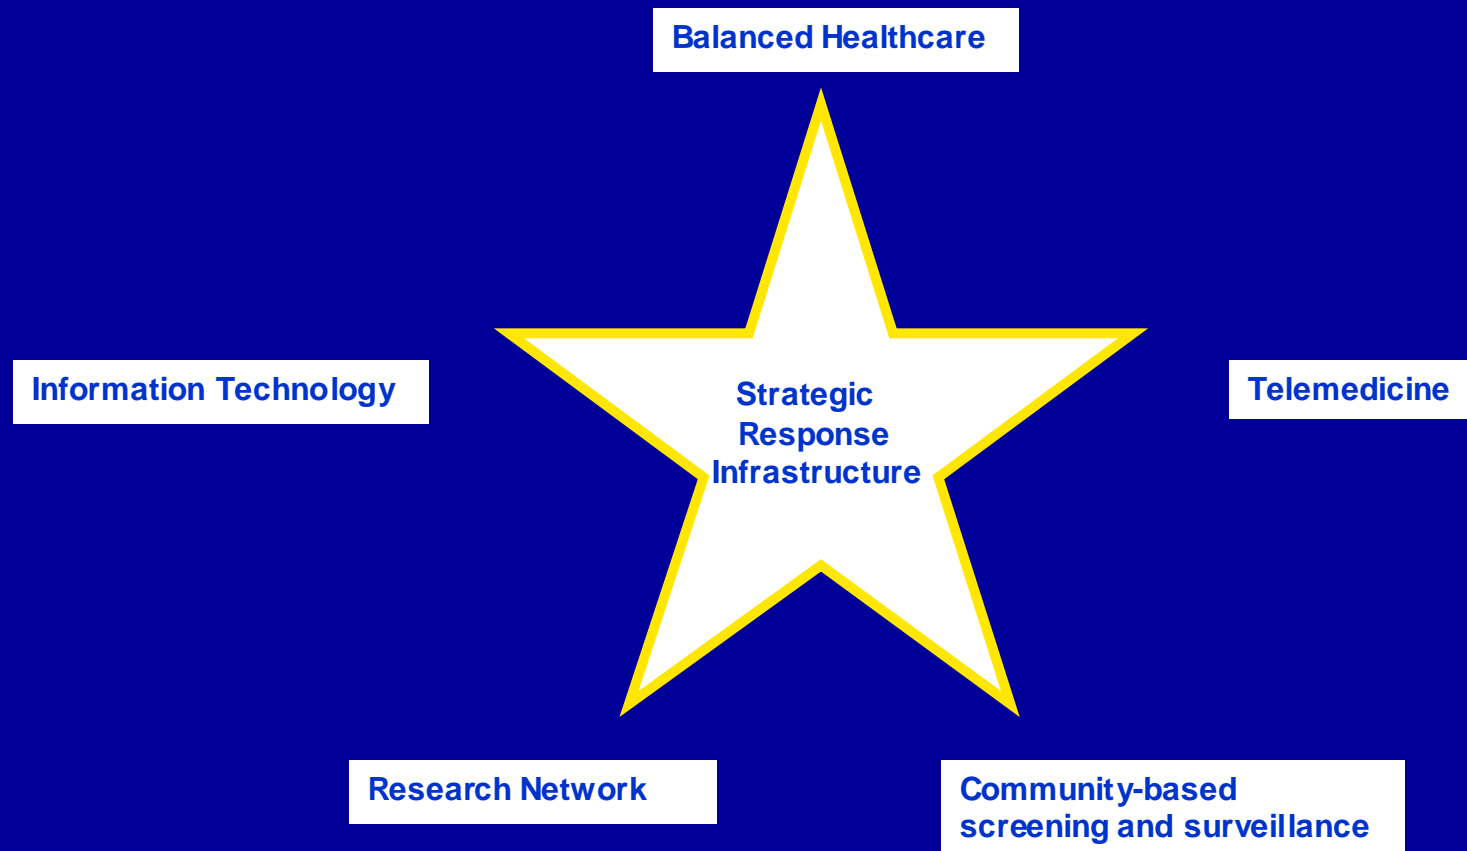 Balanced Healthcare
Information Technology
Strategic
Response
Infrastructure
Telemedicine
Research Network
Community-based
screening and surveillance